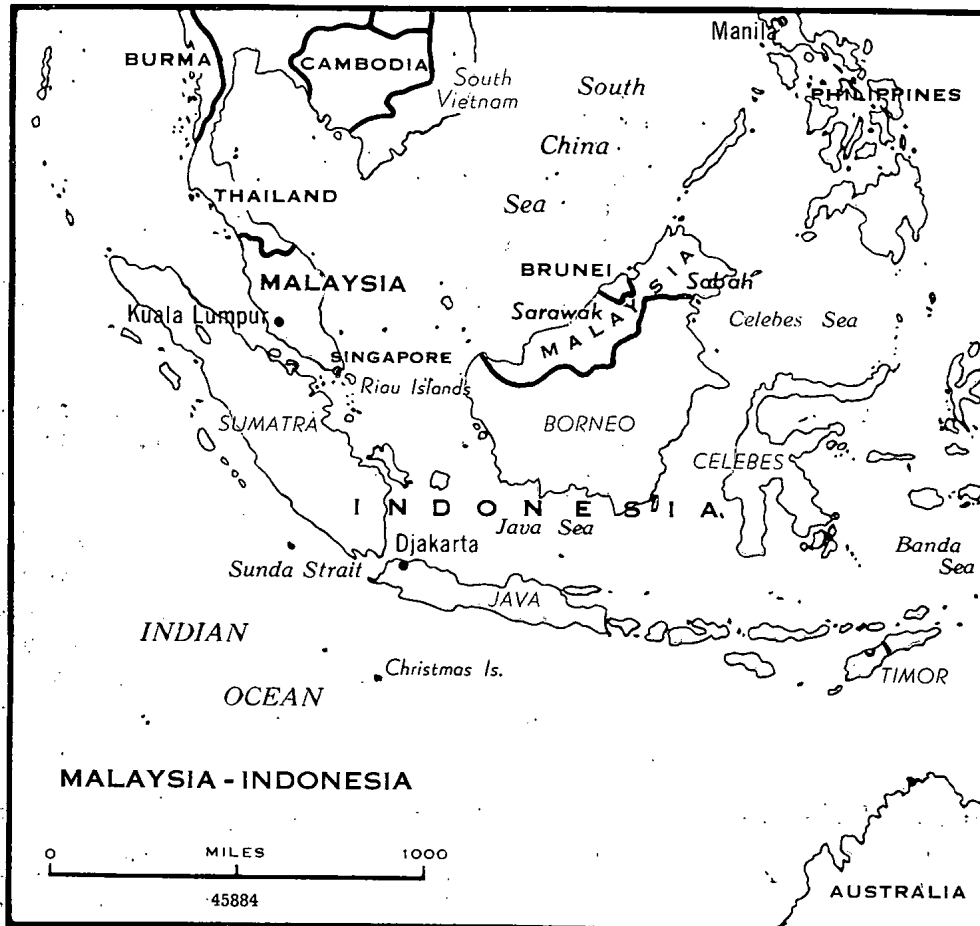 Manila
BURMA
CAMBODIA
South
Vietnam
South
China
Sea
PHILIPPINES
THAILAND
MALAYSIA
BRUNEI
Sabah
Sarawak
MALAYSIA
Kuala Lumpur
Celebes Sea
SINGAPORE
Riau Islands
SUMATRA
BORNEO
CELEBES
INDONESIA
Java Sea
Djakarta
Banda
Sea
Sunda Strait
JAVA
INDIAN
OCEAN
Christmas Is.
TIMOR
MALAYSIA - INDONESIA
0 MILES 1000
45884
AUSTRALIA